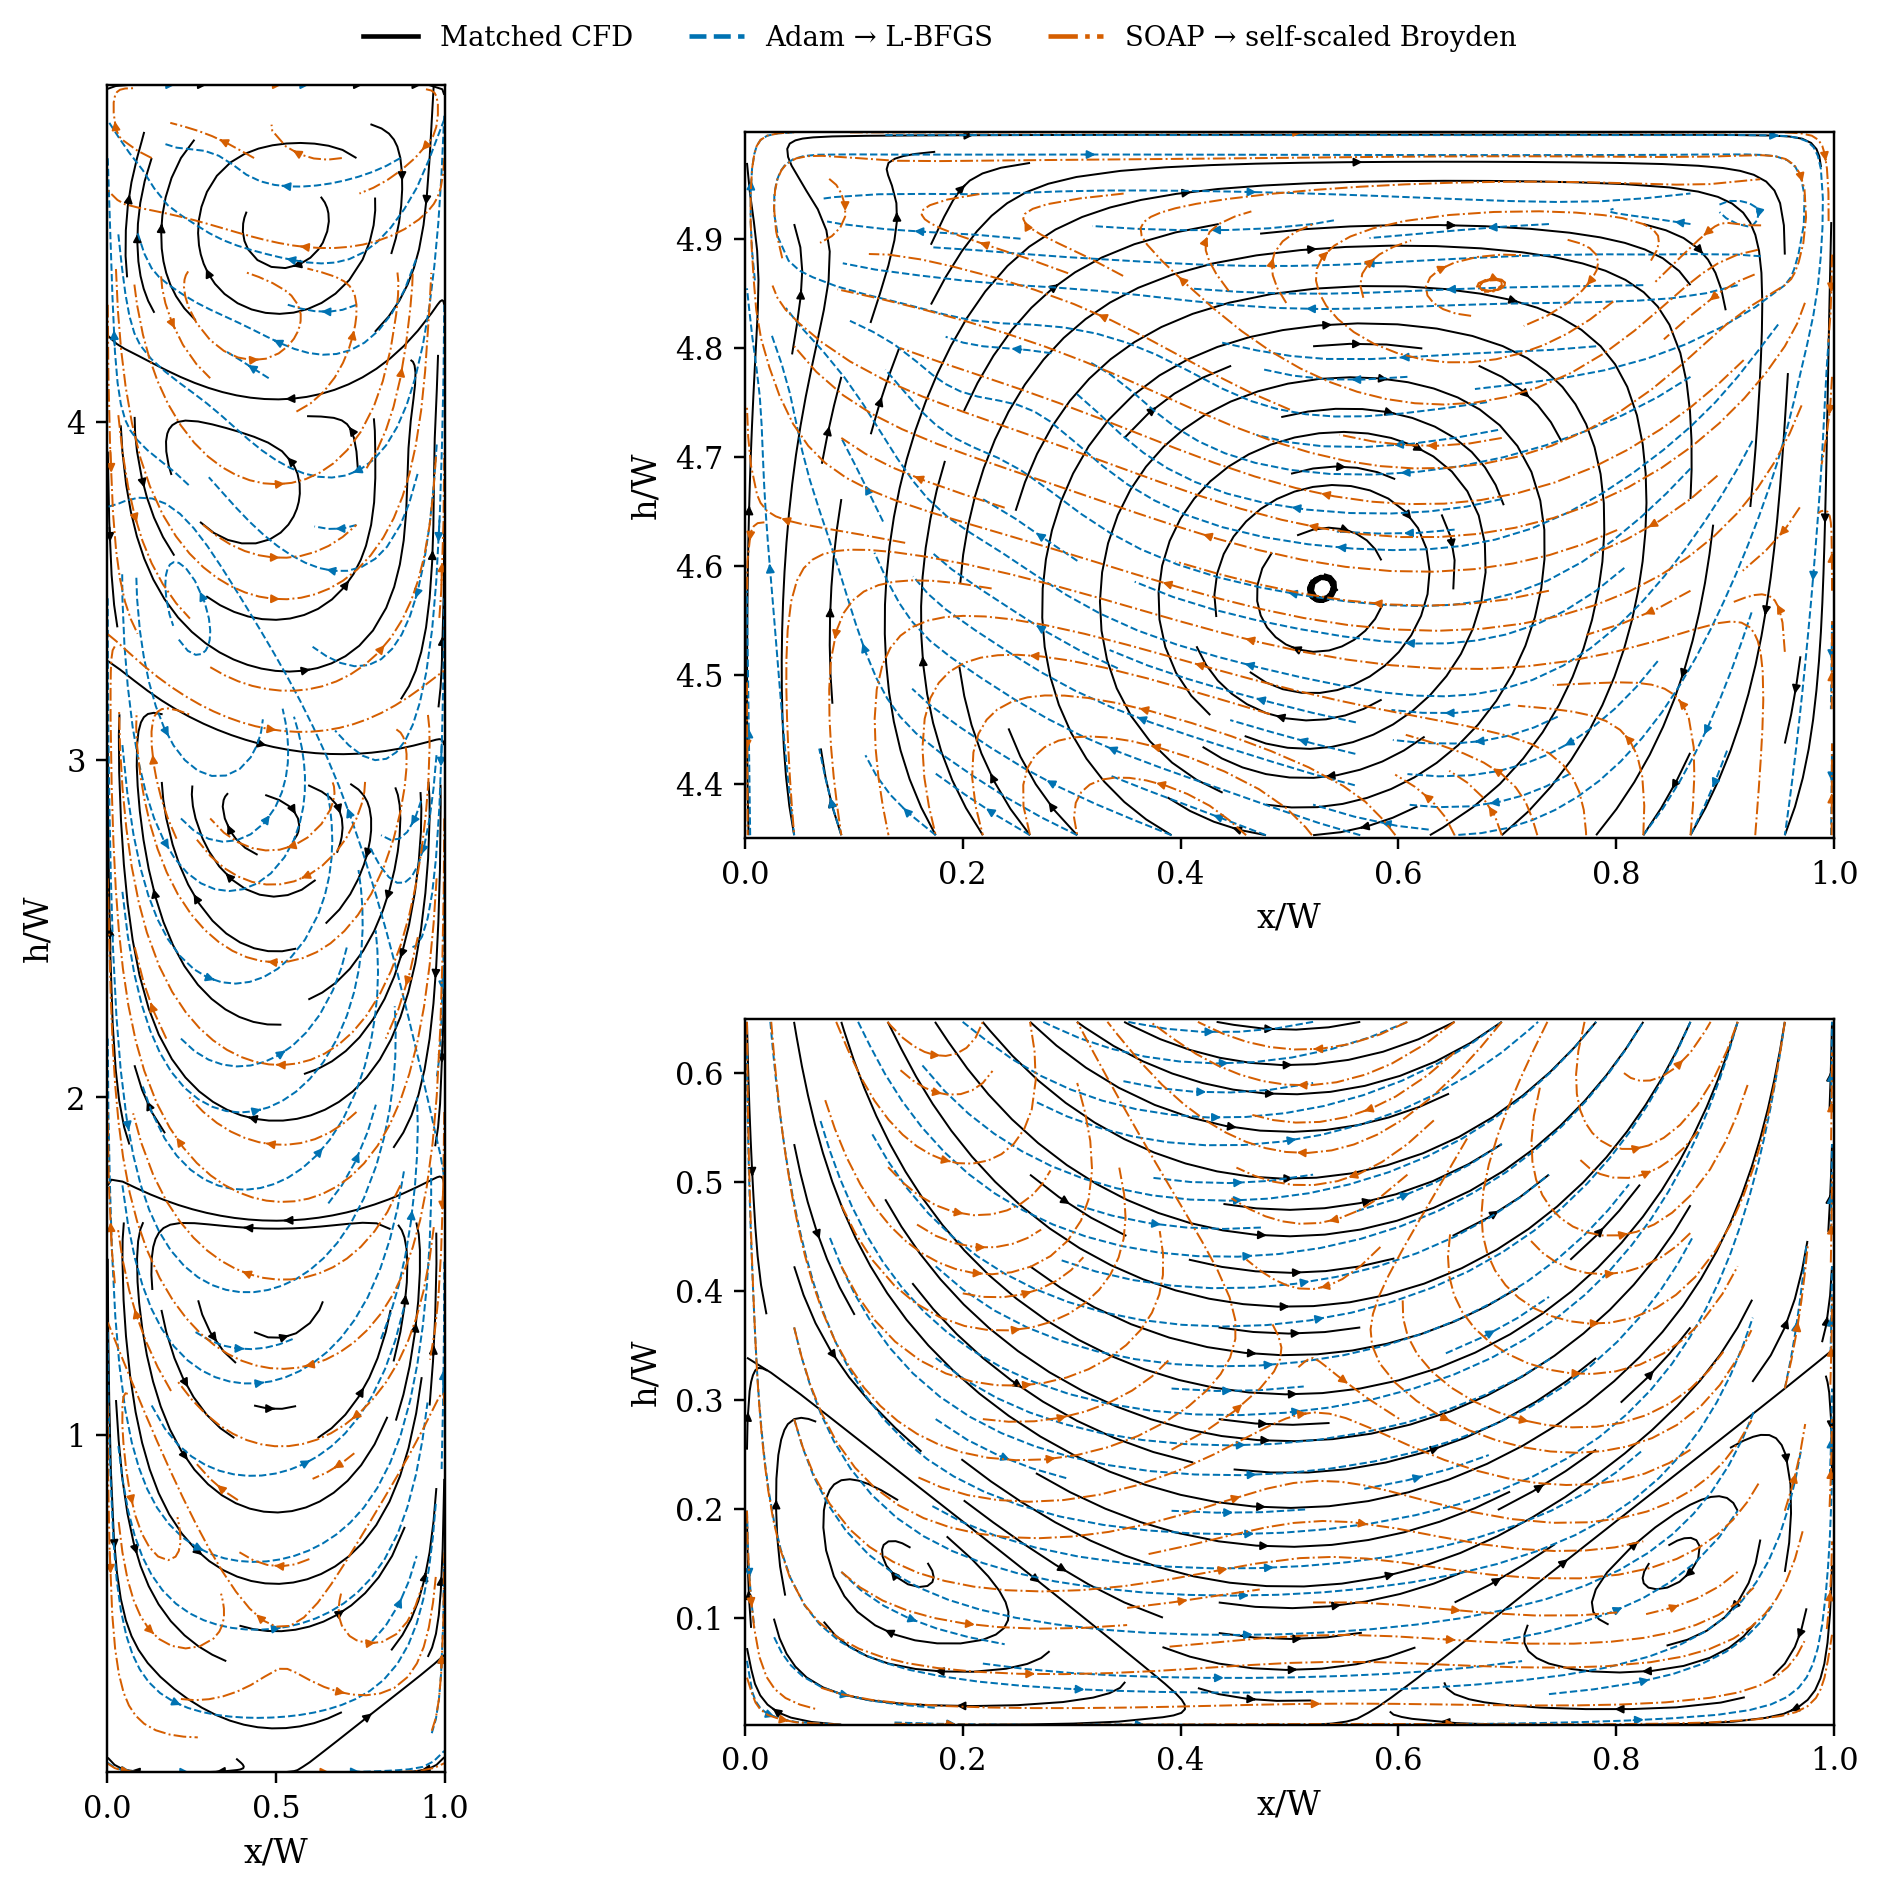 Matched CFD Adam → L-BFGS SOAP → self-scaled Broyden
h/W
4
3
2
1
0.0 0.5 1.0
x/W
h/W
4.9
4.8
4.7
4.6
4.5
4.4
0.0 0.2 0.4 0.6 0.8 1.0
x/W
h/W
0.6
0.5
0.4
0.3
0.2
0.1
0.0 0.2 0.4 0.6 0.8 1.0
x/W